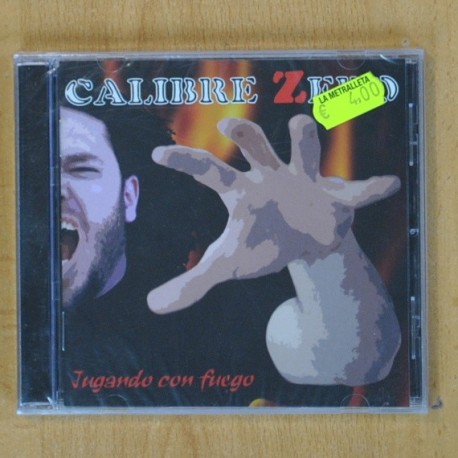 CALIBRE
LA METRALLETA
€ 4,00
Jugando con fuego